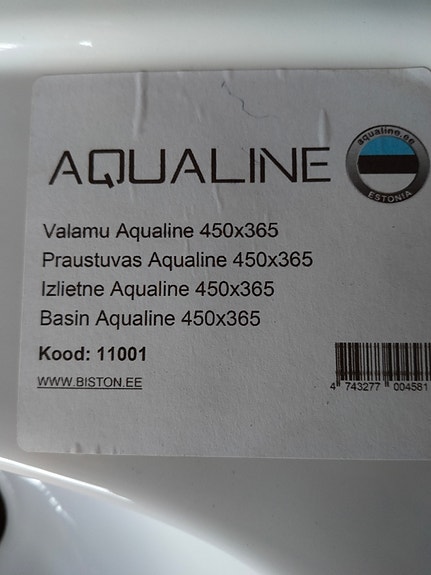 AQUALINE
aqualine.ee
ESTONIA
Valamu Aqualine 450x365
Praustuvas Aqualine 450x365
Izlietne Aqualine 450x365
Basin Aqualine 450x365
Kood: 11001
WWW.BISTON.EE
4 743277 004581